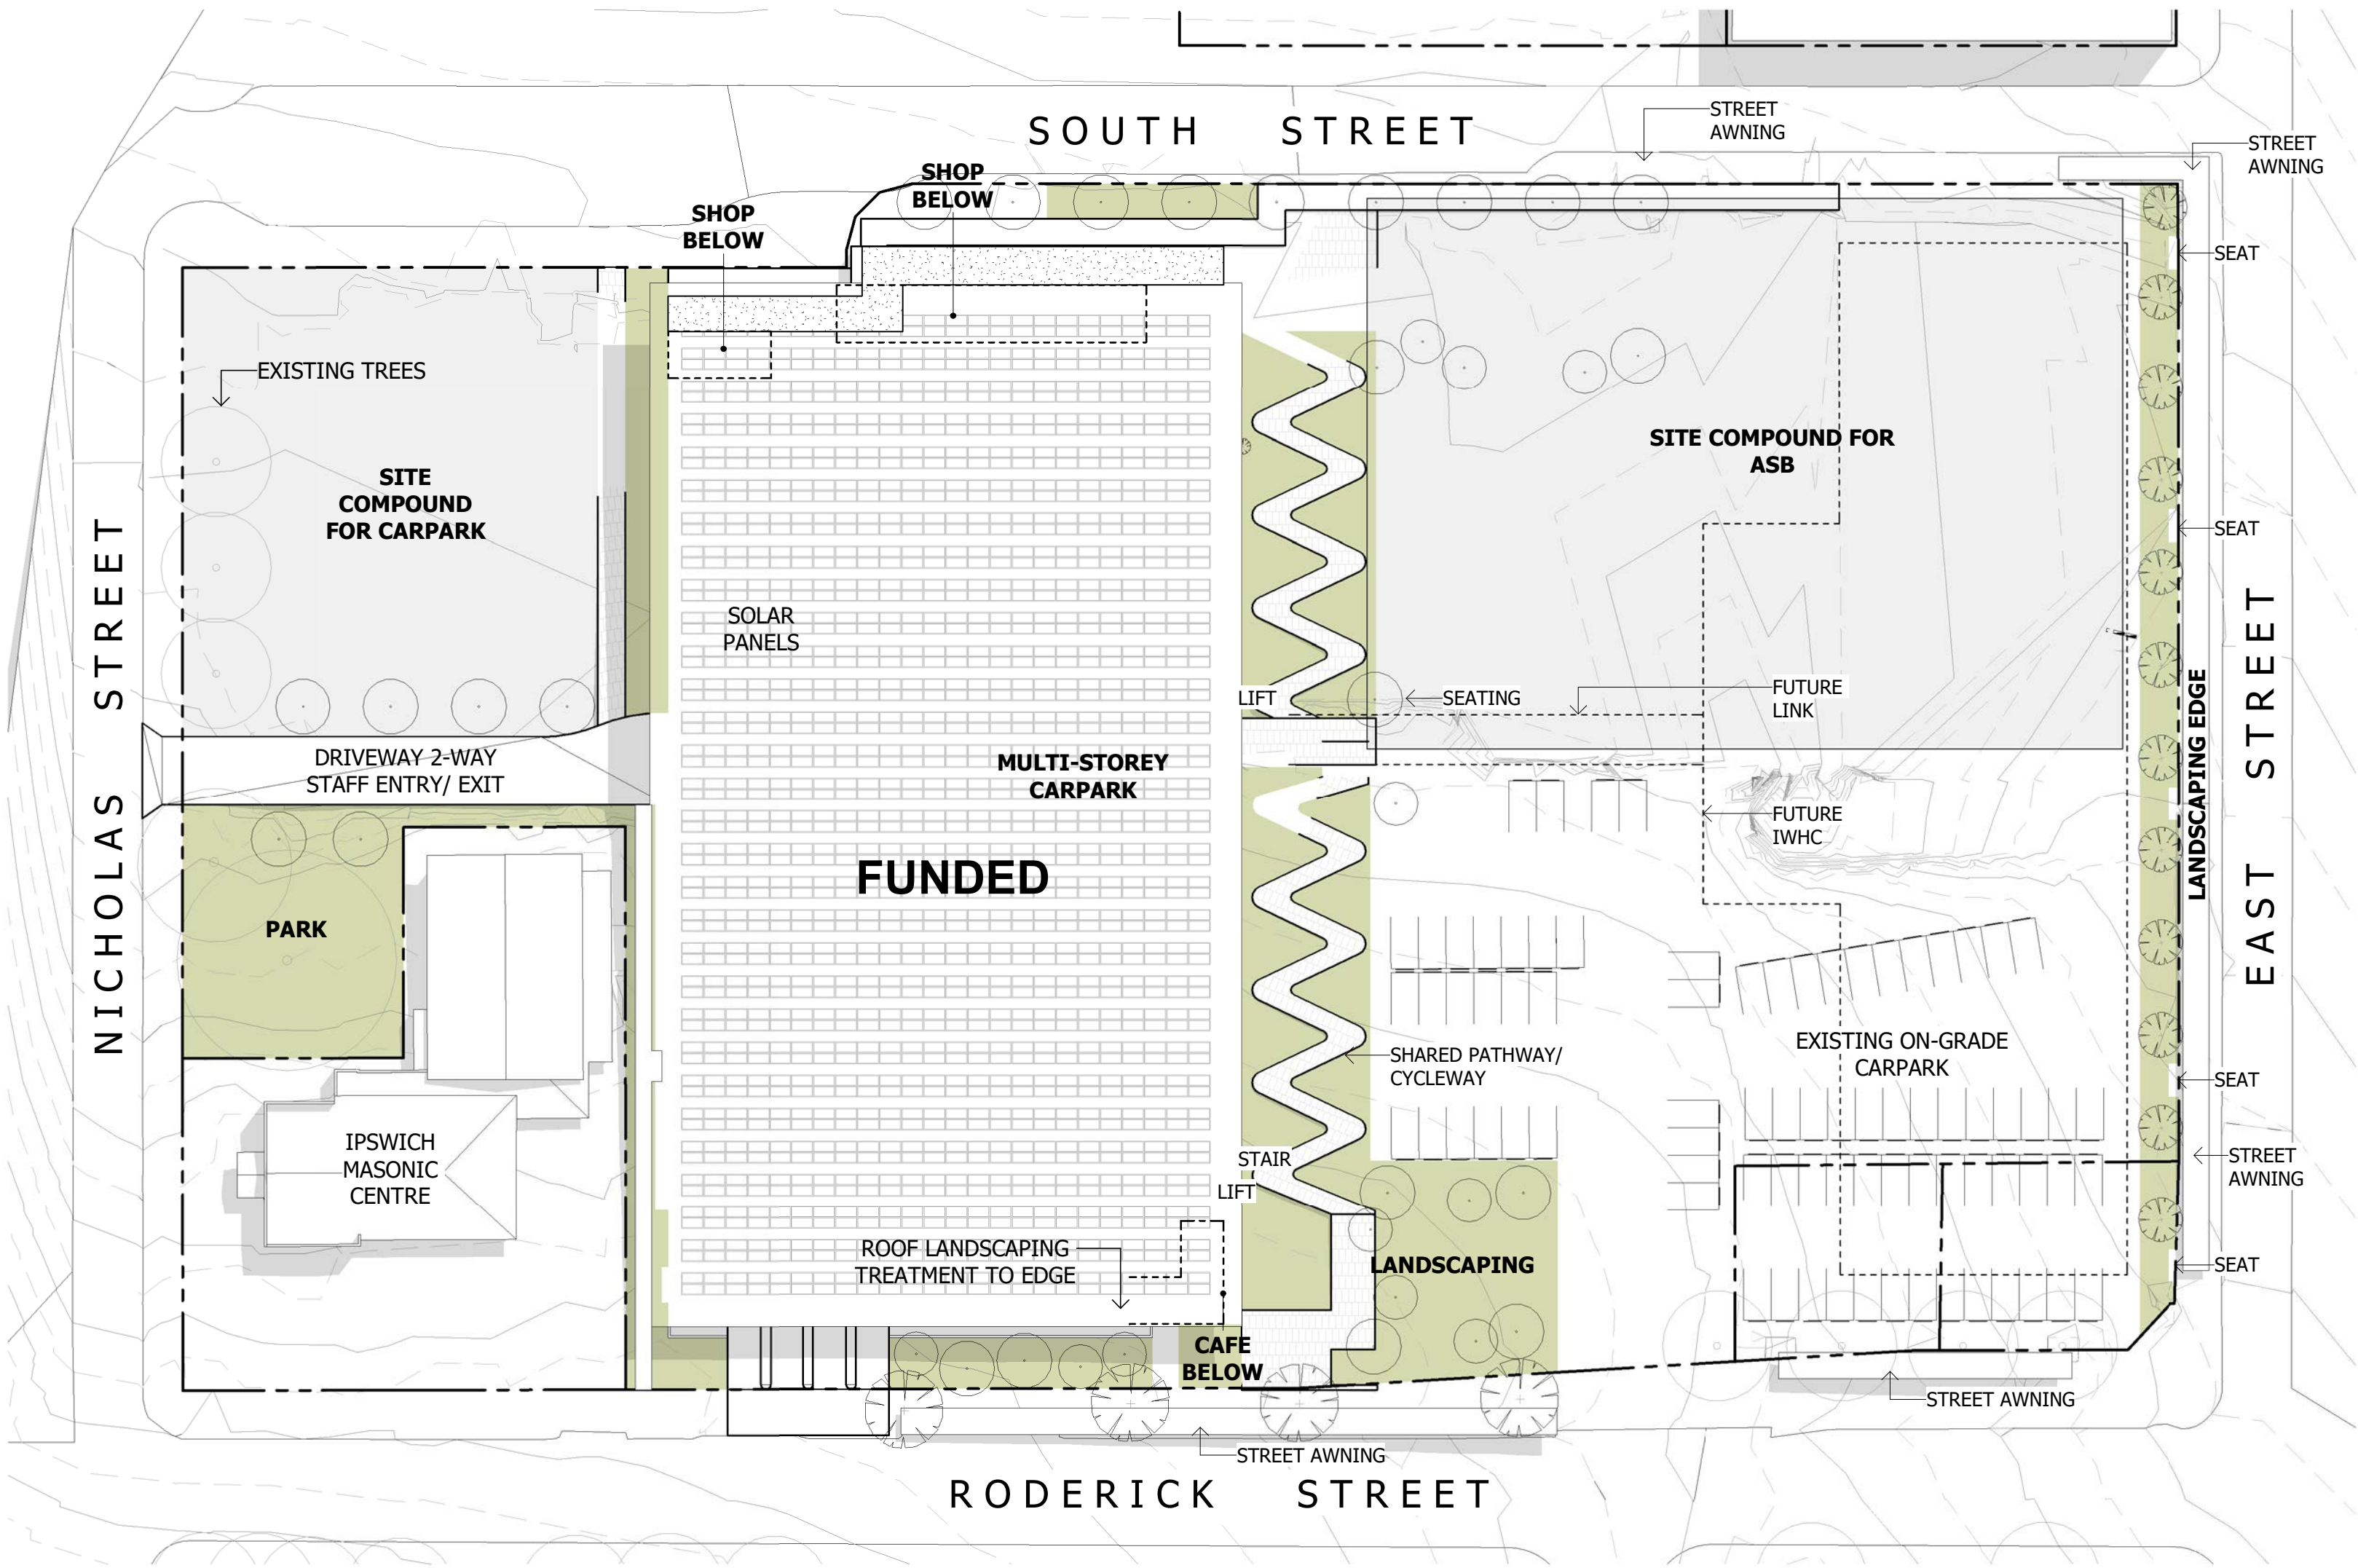 SOUTH STREET
STREET
AWNING
STREET
AWNING
SHOP
BELOW
SHOP
BELOW
SEAT
EXISTING TREES
SITE COMPOUND FOR
ASB
SITE
COMPOUND
FOR CARPARK
SEAT
NICHOLAS STREET
SOLAR
PANELS
LIFT
SEATING
FUTURE
LINK
LANDSCAPING EDGE
EAST STREET
DRIVEWAY 2-WAY
STAFF ENTRY/ EXIT
MULTI-STOREY
CARPARK
FUTURE
IWHC
FUNDED
PARK
SHARED PATHWAY/
CYCLEWAY
EXISTING ON-GRADE
CARPARK
SEAT
IPSWICH
MASONIC
CENTRE
STAIR
LIFT
STREET
AWNING
ROOF LANDSCAPING
TREATMENT TO EDGE
LANDSCAPING
SEAT
CAFE
BELOW
STREET AWNING
STREET AWNING
RODERICK STREET